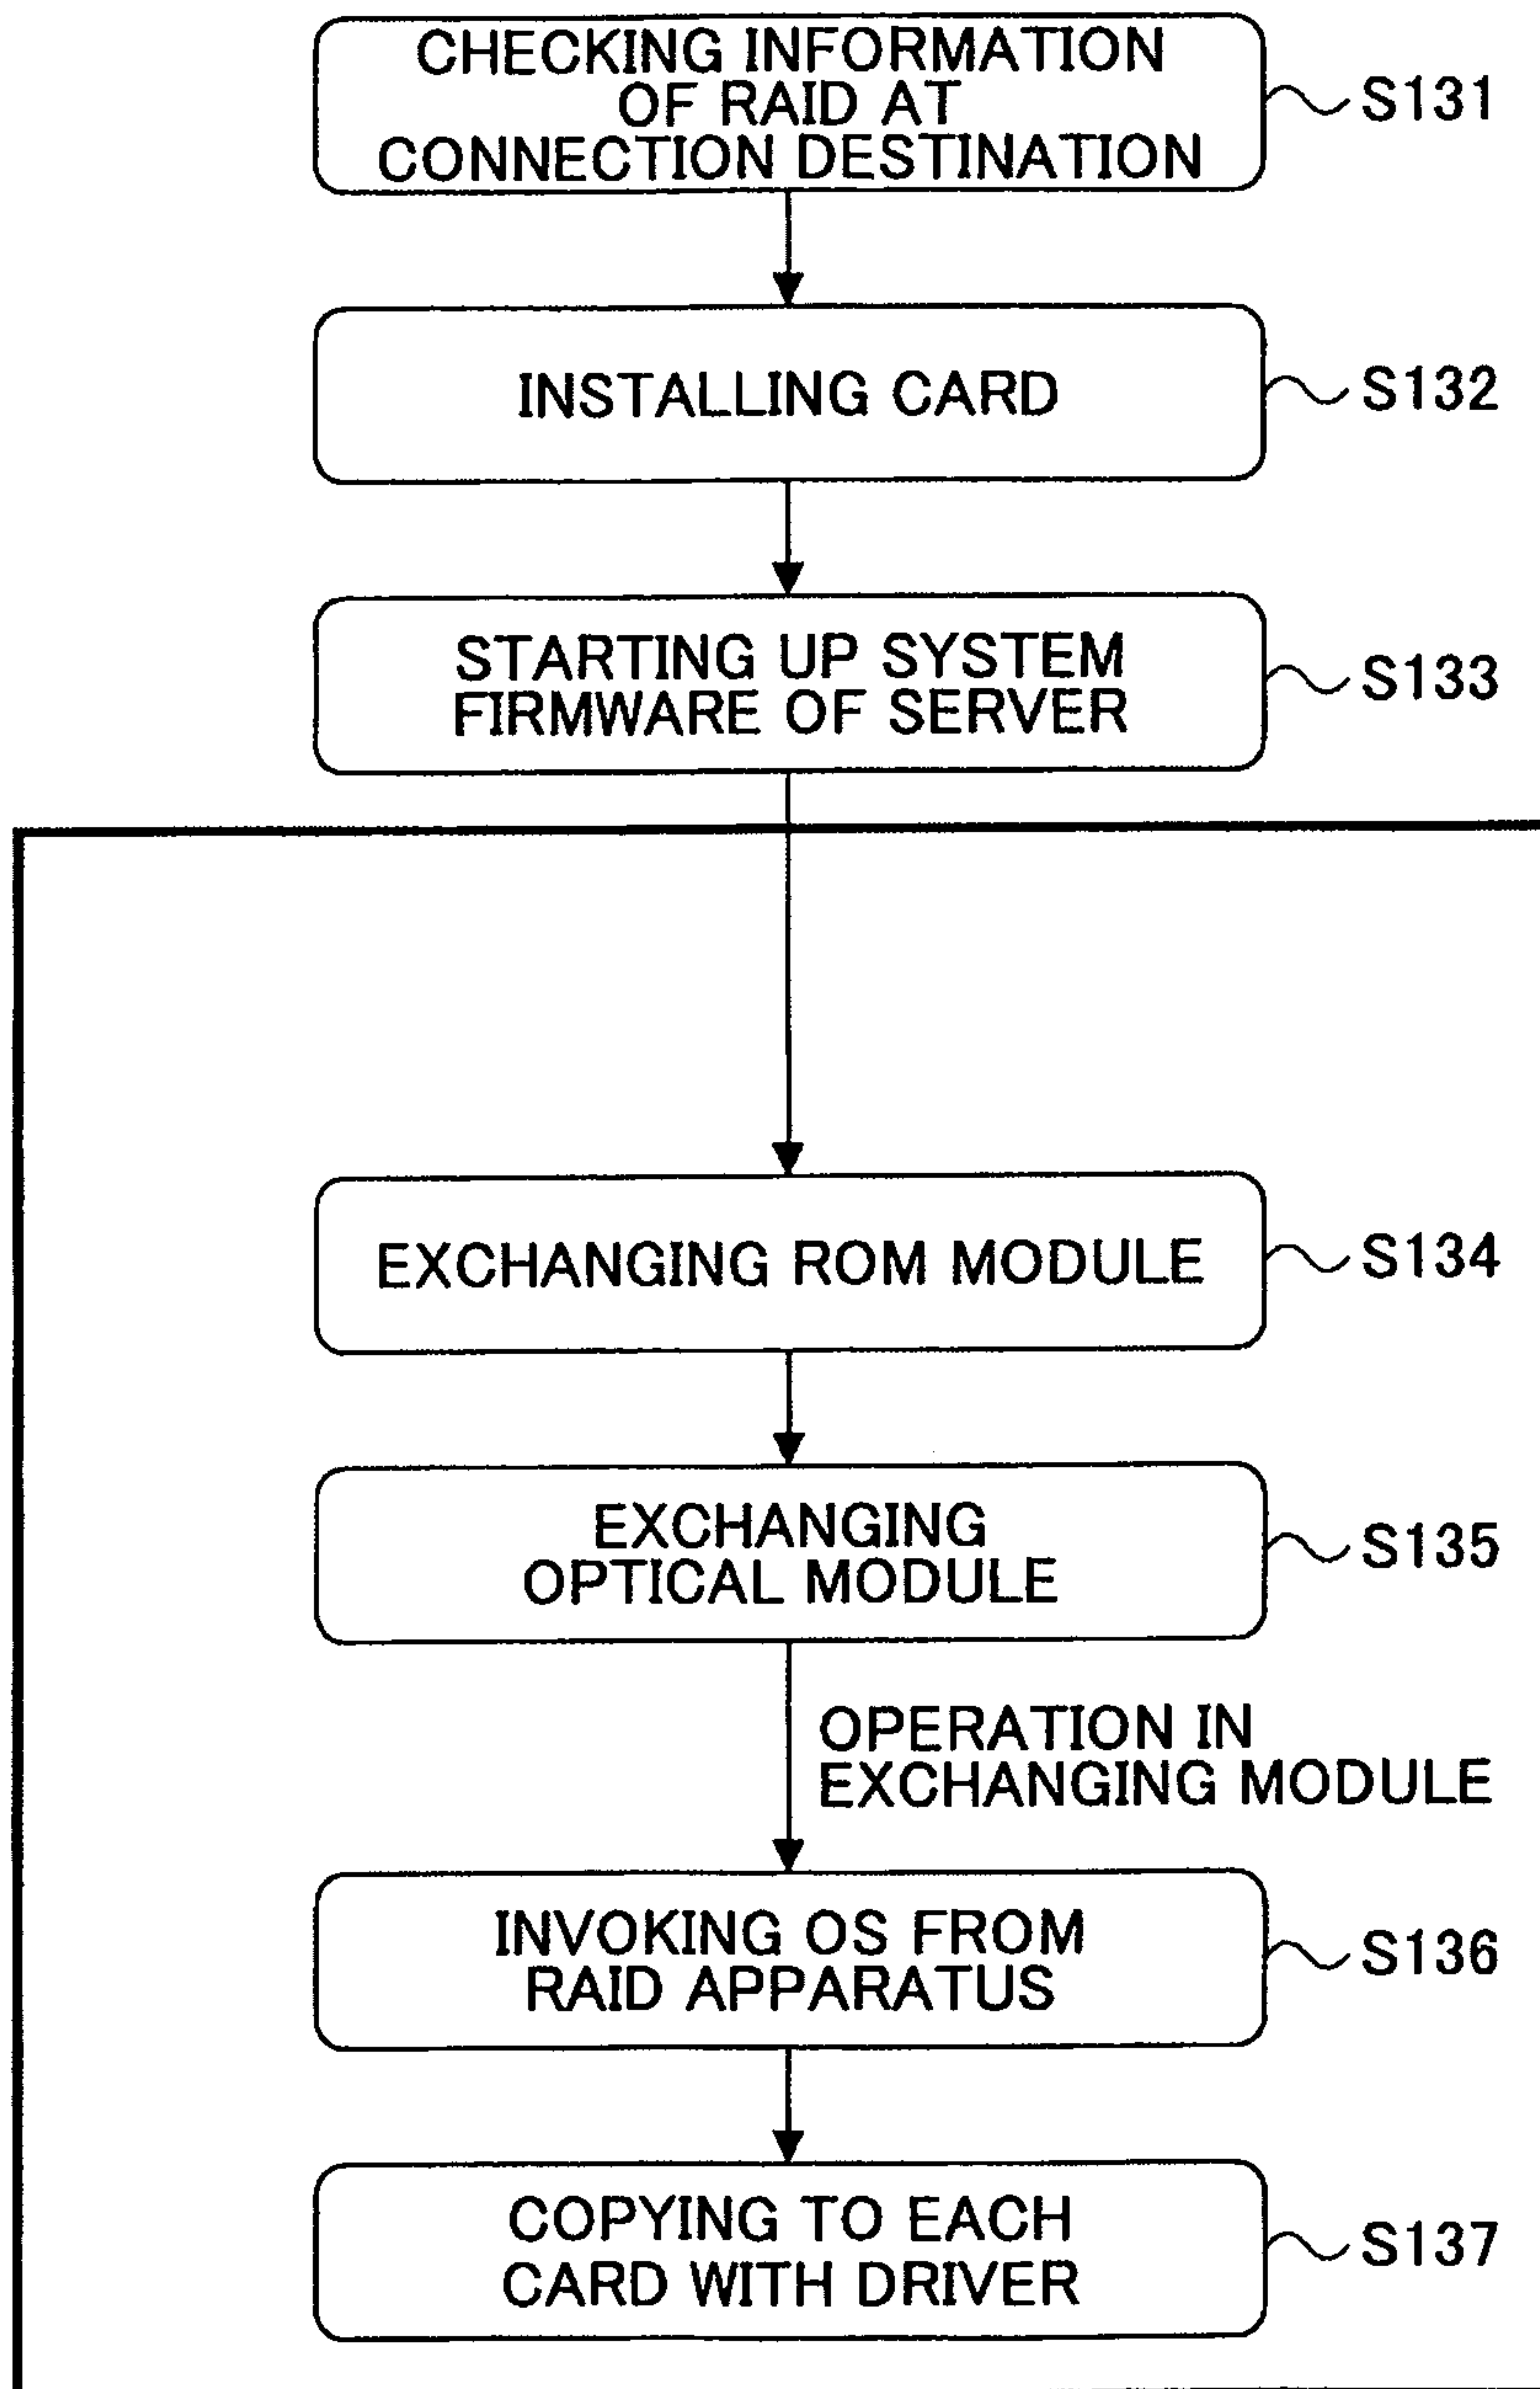 CHECKING INFORMATION
OF RAID AT
CONNECTION DESTINATION
S131
INSTALLING CARD
S132
STARTING UP SYSTEM
FIRMWARE OF SERVER
S133
EXCHANGING ROM MODULE
S134
EXCHANGING
OPTICAL MODULE
S135
OPERATION IN
EXCHANGING MODULE
INVOKING OS FROM
RAID APPARATUS
S136
COPYING TO EACH
CARD WITH DRIVER
S137